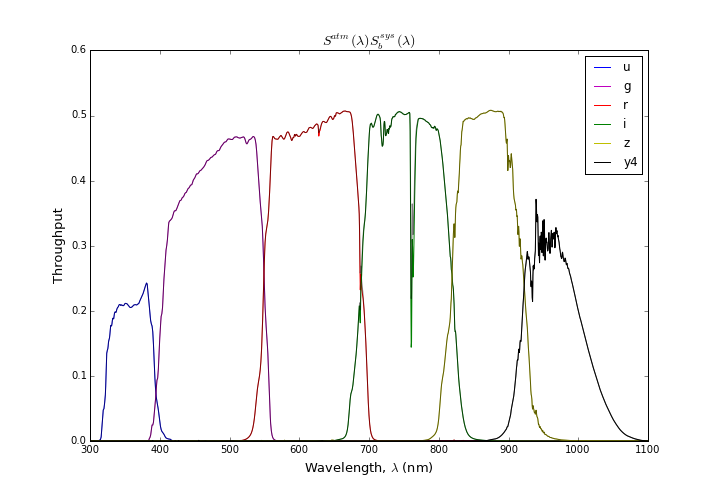 S^{atm}(λ)S_b^{sys}(λ)
Throughput
0.6
0.5
0.4
0.3
0.2
0.1
0.0
300 400 500 600 700 800 900 1000 1100
Wavelength, λ (nm)
u
g
r
i
z
y4